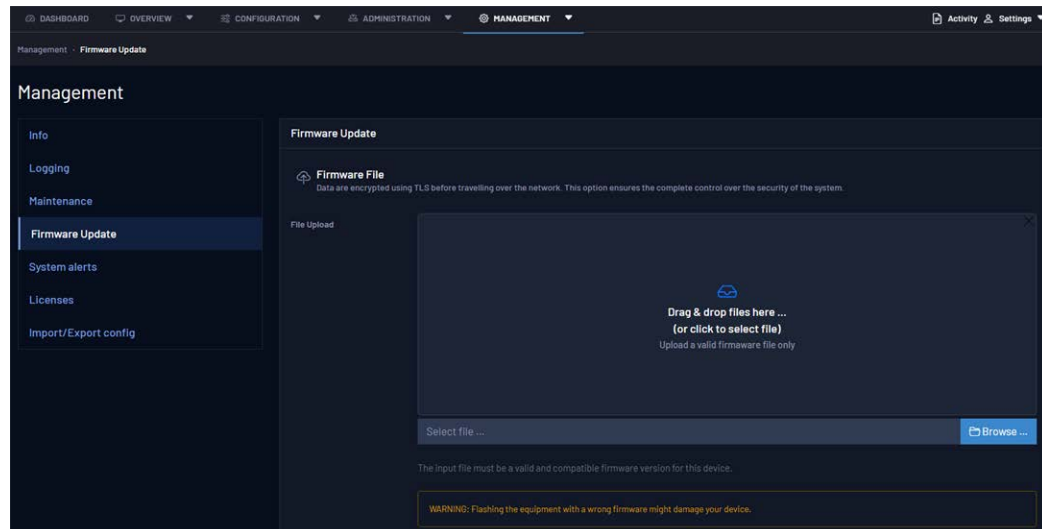 DASHBOARD OVERVIEW CONFIGURATION ADMINISTRATION MANAGEMENT Activity Settings
Management - Firmware Update
Management
Info
Logging
Maintenance
Firmware Update
System alerts
Licenses
Import/Export config
Firmware Update
Firmware File
Data are encrypted using TLS before travelling over the network. This option ensures the complete control over the security of the system.
File Upload
Drag & drop files here ...
(or click to select file)
Upload a valid firmaware file only
Select file ...
Browse ...
The input file must be a valid and compatible firmware version for this device.
WARNING: Flashing the equipment with a wrong firmware might damage your device.